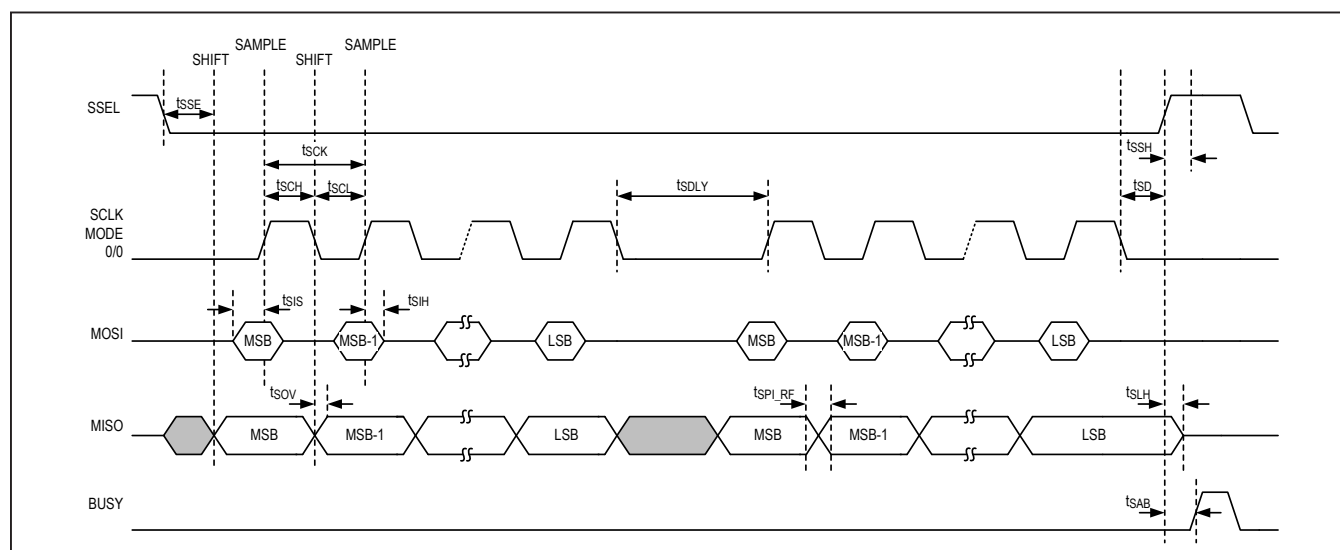 SAMPLE SAMPLE
SHIFT SHIFT
SSEL
tSSE
tSSH
tSCK
tSCH tSCL
tSDLY
tSD
SCLK
MODE
0/0
tSIS tSIH
MOSI
MSB MSB-1 LSB MSB MSB-1 LSB
tSOV tSPI_RF tSLH
MISO
MSB MSB-1 LSB MSB MSB-1 LSB
BUSY
tSAB